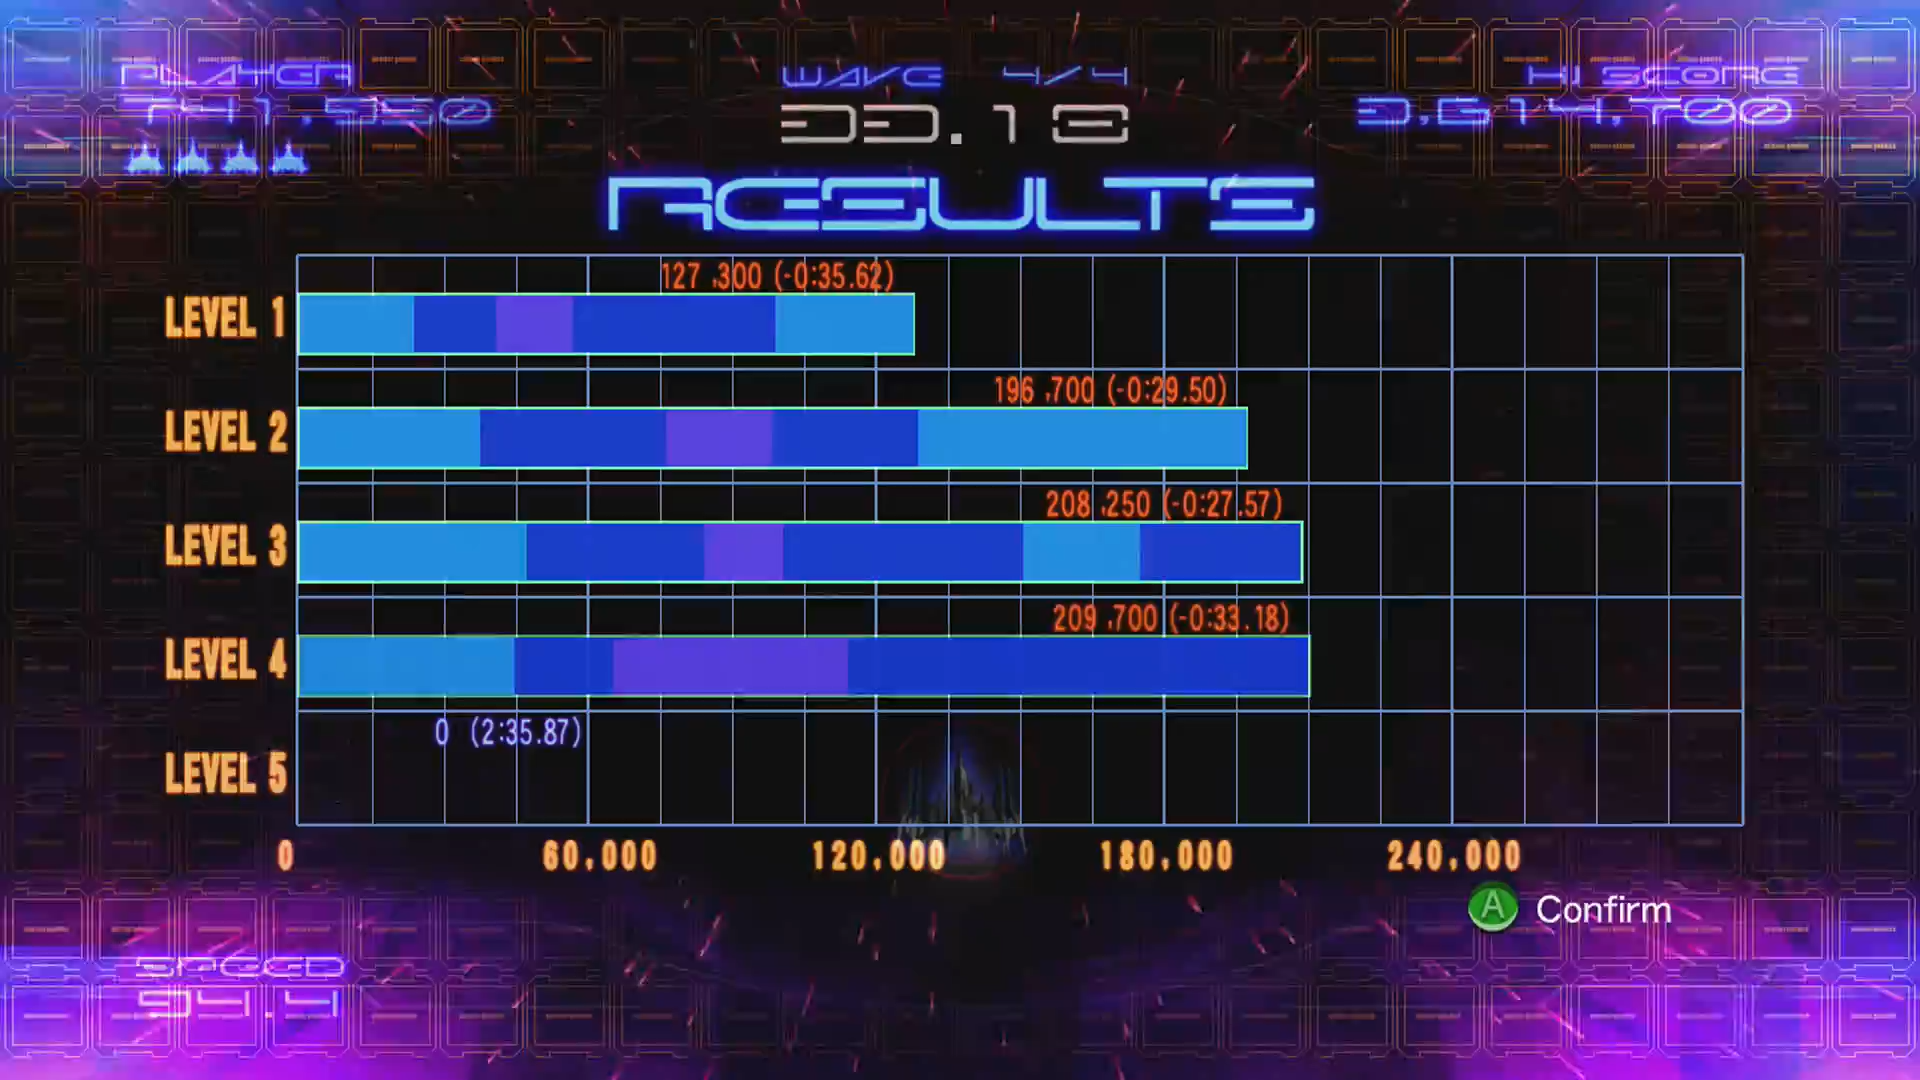 PLAYER
741,550
WAVE 4/4
33.18
HI SCORE
3,614,700
RESULTS
127,300 (-0:35.62)
LEVEL 1
196,700 (-0:29.50)
LEVEL 2
208,250 (-0:27.57)
LEVEL 3
209,700 (-0:33.18)
LEVEL 4
0 (2:35.87)
LEVEL 5
0 60,000 120,000 180,000 240,000
A Confirm
SPEED
94.4